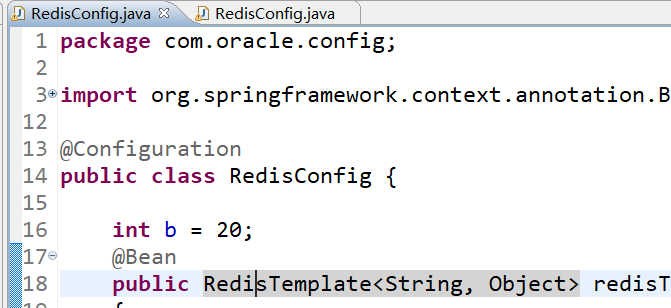 RedisConfig.java RedisConfig.java
1 package com.oracle.config;
2
3 import org.springframework.context.annotation.B
12
13 @Configuration
14 public class RedisConfig {
15
16 int b = 20;
17 @Bean
18 public RedisTemplate<String, Object> redisT
{